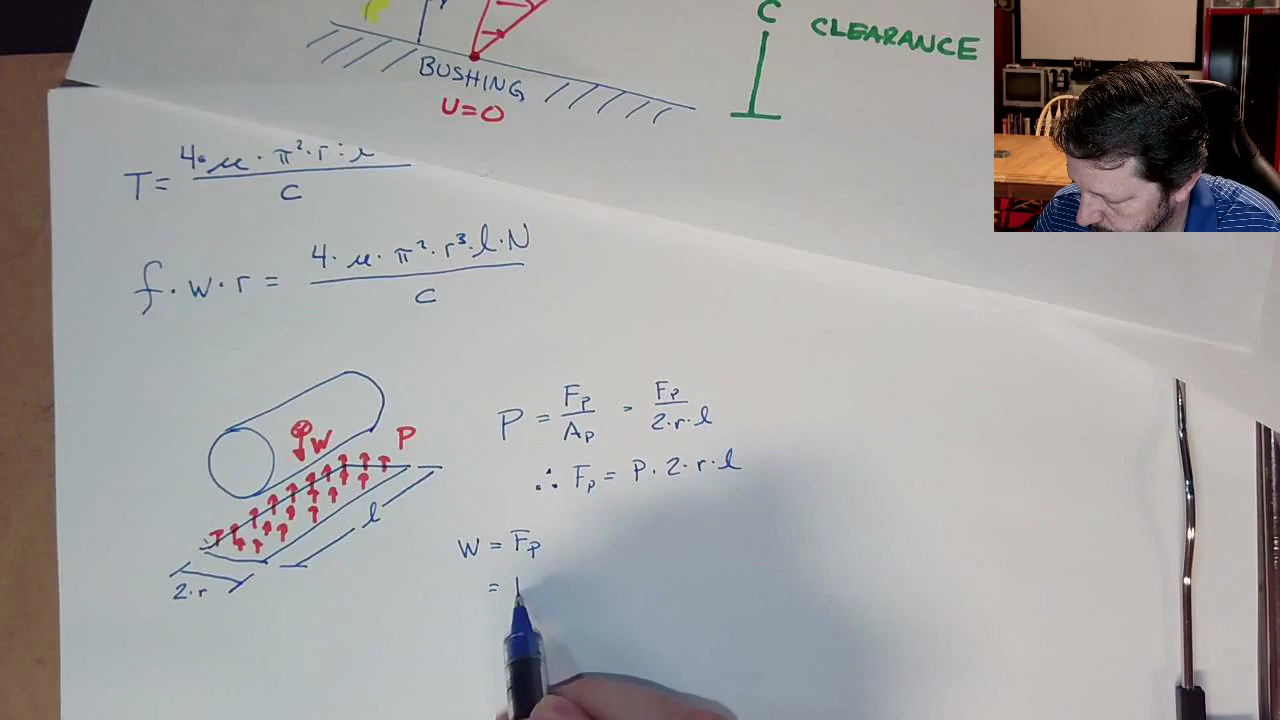 C CLEARANCE
BUSHING
U=0
T = 4·μ·π²·r·l / C
f·w·r = 4·μ·π²·r³·l·N / C
W
P
l
2·r
P = Fp / Ap = Fp / 2·r·l
∴ Fp = P·2·r·l
W = Fp
=